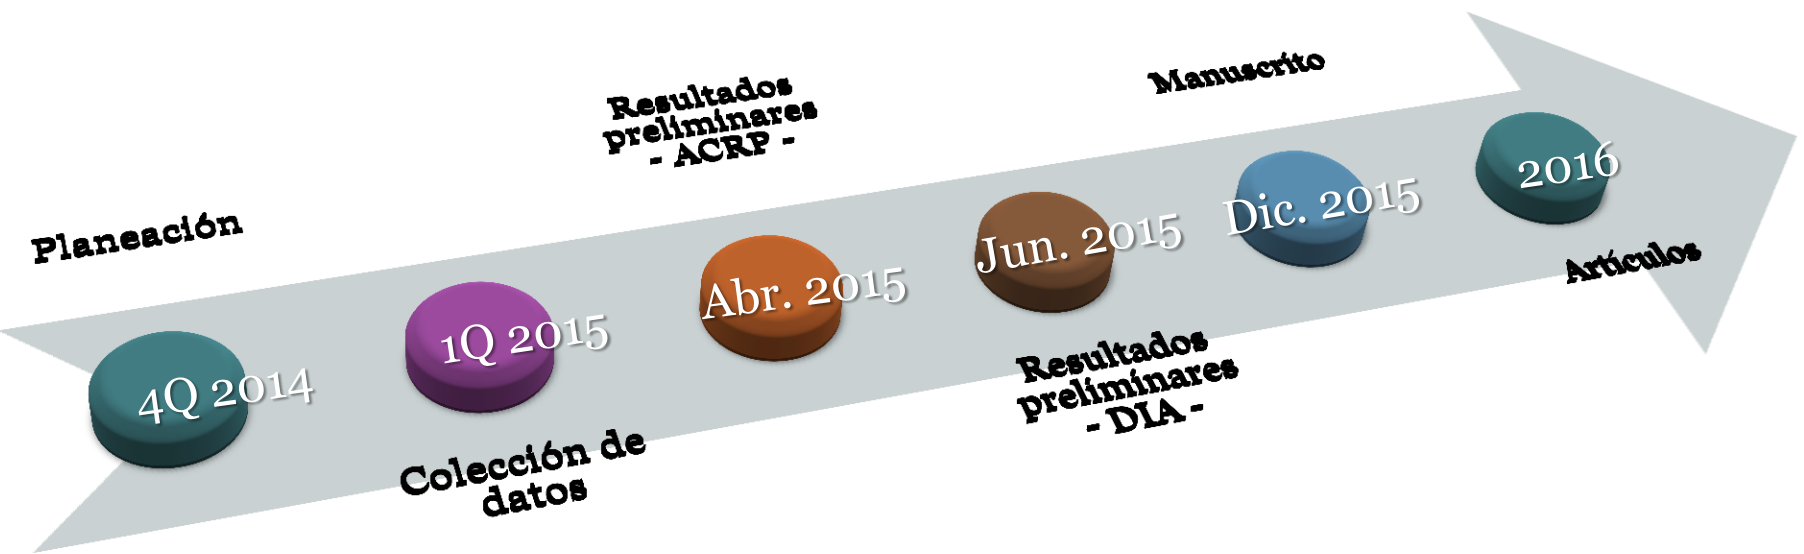 Planeación
4Q 2014
1Q 2015
Colección de
datos
Resultados
preliminares
- ACRP -
Abr. 2015
Jun. 2015
Resultados
preliminares
- DIA -
Manuscrito
Dic. 2015
2016
Artículos